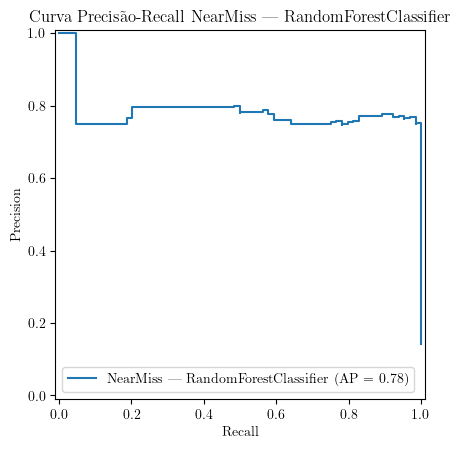 Curva Precisão-Recall NearMiss — RandomForestClassifier
1.0
0.8
0.6
0.4
0.2
0.0
Precision
NearMiss — RandomForestClassifier (AP = 0.78)
0.0 0.2 0.4 0.6 0.8 1.0
Recall